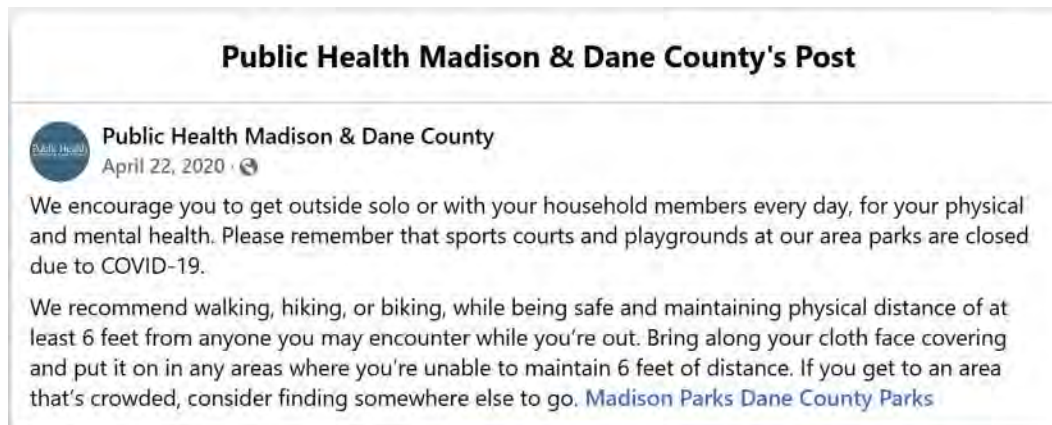 Public Health Madison & Dane County's Post
Public Health
Public Health Madison & Dane County
April 22, 2020 ·
We encourage you to get outside solo or with your household members every day, for your physical
and mental health. Please remember that sports courts and playgrounds at our area parks are closed
due to COVID-19.
We recommend walking, hiking, or biking, while being safe and maintaining physical distance of at
least 6 feet from anyone you may encounter while you're out. Bring along your cloth face covering
and put it on in any areas where you're unable to maintain 6 feet of distance. If you get to an area
that's crowded, consider finding somewhere else to go. Madison Parks Dane County Parks